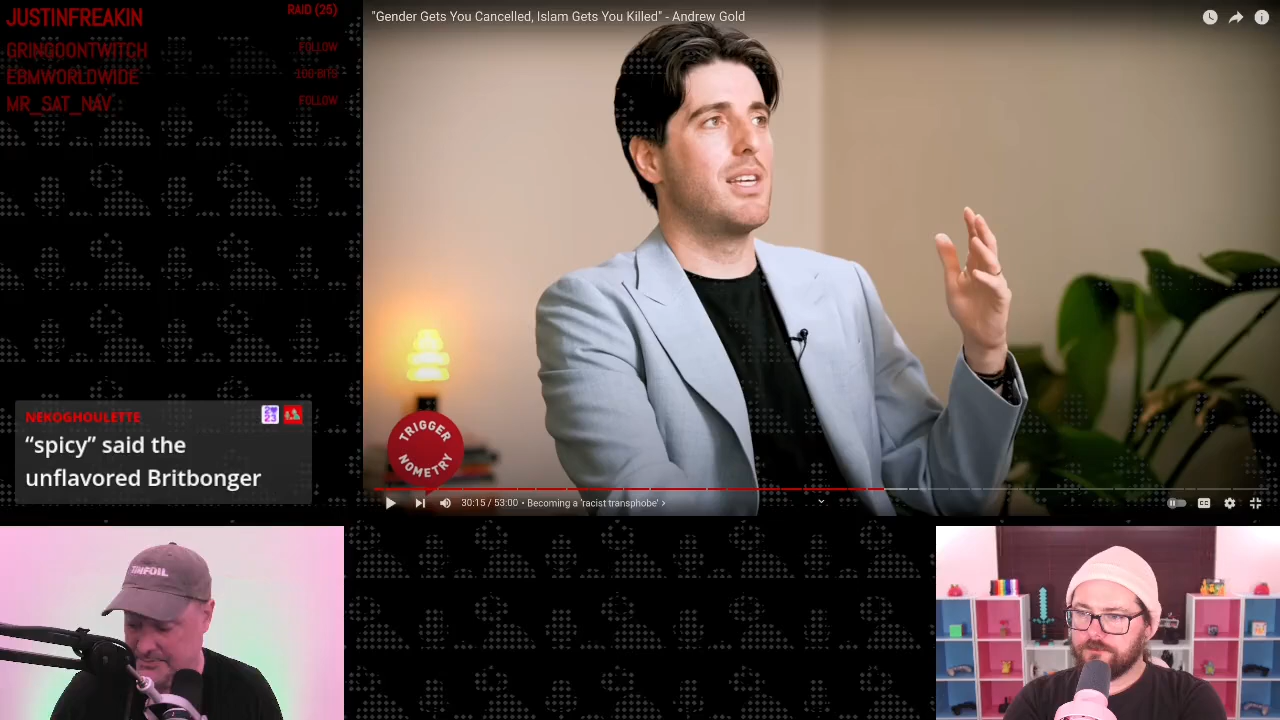 JUSTINFREAKIN
RAID (25)
GRINGOONTWITCH
FOLLOW
EBMWORLDWIDE
100 BITS
MR_SAT_NAV
FOLLOW
"Gender Gets You Cancelled, Islam Gets You Killed" - Andrew Gold
TRIGGER
NOMETRY
30:15 / 53:00 • Becoming a 'racist transphobe' ›
CC
NEKOGHOULETTE
“spicy” said the
unflavored Britbonger
TINFOIL